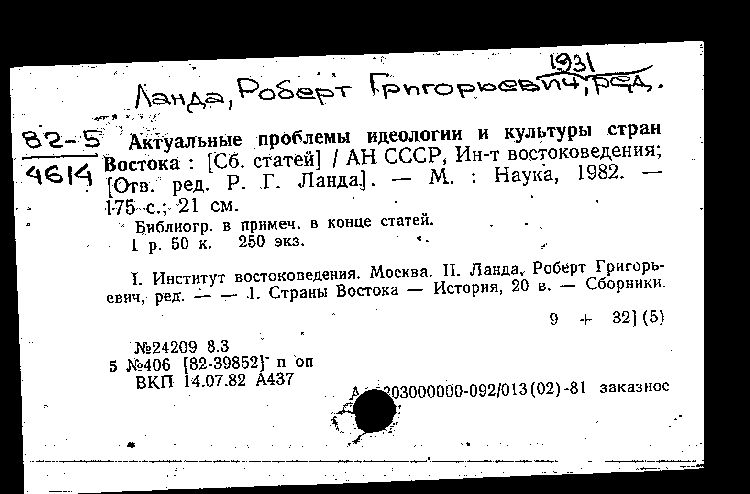 1931
Ланда, Роберт Григорьевич, ред.
82-5
4614
Актуальные проблемы идеологии и культуры стран
Востока : [Сб. статей] / АН СССР, Ин-т востоковедения;
[Отв. ред. Р. Г. Ланда]. — М. : Наука, 1982. —
175 с.; 21 см.
Библиогр. в примеч. в конце статей.
1 р. 50 к. 250 экз.
I. Институт востоковедения. Москва. II. Ланда, Роберт Григорь-
евич, ред. — — 1. Страны Востока — История, 20 в. — Сборники.
9 + 32](5)
№24209 8.3
5 №406 [82-39852] п оп
ВКП 14.07.82 А437
03000000-092/013(02)-81 заказное